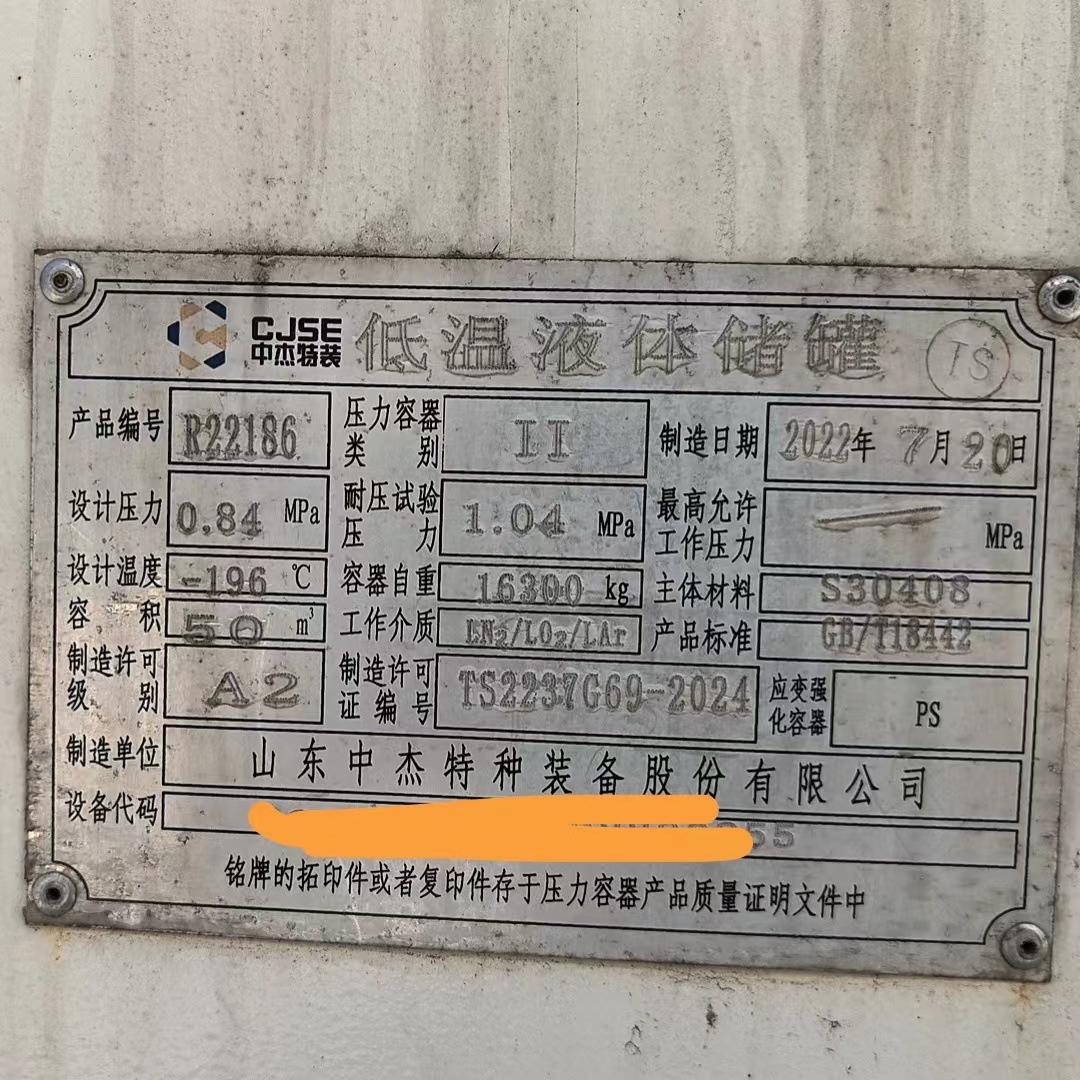 CJSE
中杰特装
低温液体储罐
TS
产品编号 R22186 压力容器类别 II 制造日期 2022年7月20日
设计压力 0.84 MPa 耐压试验压力 1.04 MPa 最高允许工作压力 — MPa
设计温度 -196 ℃ 容器自重 16300 kg 主体材料 S30408
容积 50 m³ 工作介质 LN₂/LO₂/LAr 产品标准 GB/T18442
制造许可级别 A2 制造许可证编号 TS2237G69-2024 应变强化容器 PS
制造单位 山东中杰特种装备股份有限公司
设备代码
铭牌的拓印件或者复印件存于压力容器产品质量证明文件中